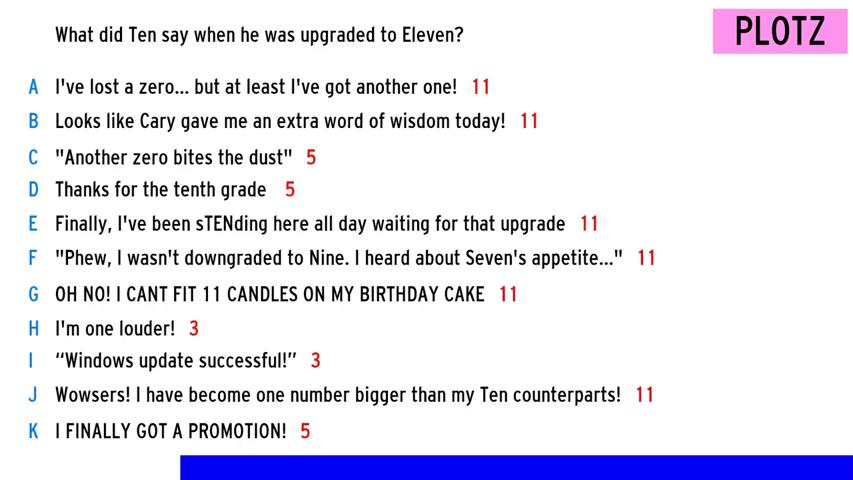 What did Ten say when he was upgraded to Eleven?
PLOTZ
A I've lost a zero... but at least I've got another one! 11
B Looks like Cary gave me an extra word of wisdom today! 11
C "Another zero bites the dust" 5
D Thanks for the tenth grade 5
E Finally, I've been sTENding here all day waiting for that upgrade 11
F "Phew, I wasn't downgraded to Nine. I heard about Seven's appetite..." 11
G OH NO! I CANT FIT 11 CANDLES ON MY BIRTHDAY CAKE 11
H I'm one louder! 3
I “Windows update successful!” 3
J Wowsers! I have become one number bigger than my Ten counterparts! 11
K I FINALLY GOT A PROMOTION! 5